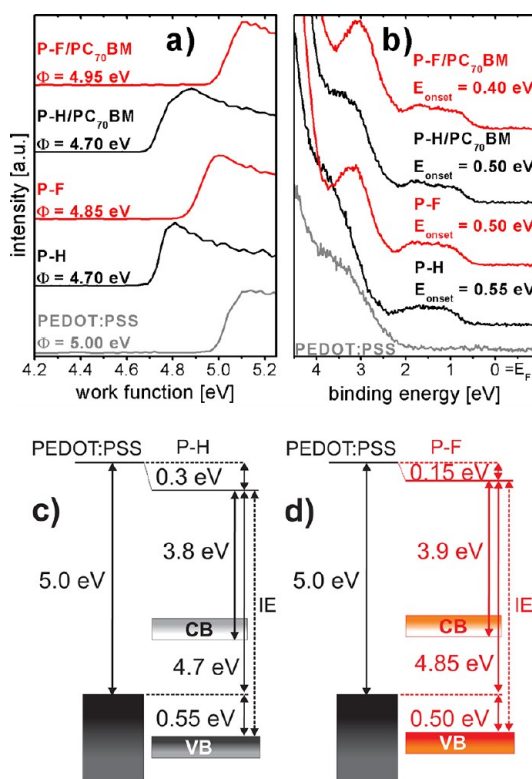 a)
P-F/PC70BM
Φ = 4.95 eV
P-H/PC70BM
Φ = 4.70 eV
P-F
Φ = 4.85 eV
P-H
Φ = 4.70 eV
PEDOT:PSS
Φ = 5.00 eV
intensity [a.u.]
4.2 4.4 4.6 4.8 5.0 5.2
work function [eV]
b)
P-F/PC70BM
Eonset = 0.40 eV
P-H/PC70BM
Eonset = 0.50 eV
P-F
Eonset = 0.50 eV
P-H
Eonset = 0.55 eV
PEDOT:PSS
4 3 2 1 0 =EF
binding energy [eV]
c)
PEDOT:PSS P-H
0.3 eV
3.8 eV
5.0 eV
IE
CB
4.7 eV
0.55 eV
VB
d)
PEDOT:PSS P-F
0.15 eV
3.9 eV
5.0 eV
IE
CB
4.85 eV
0.50 eV
VB